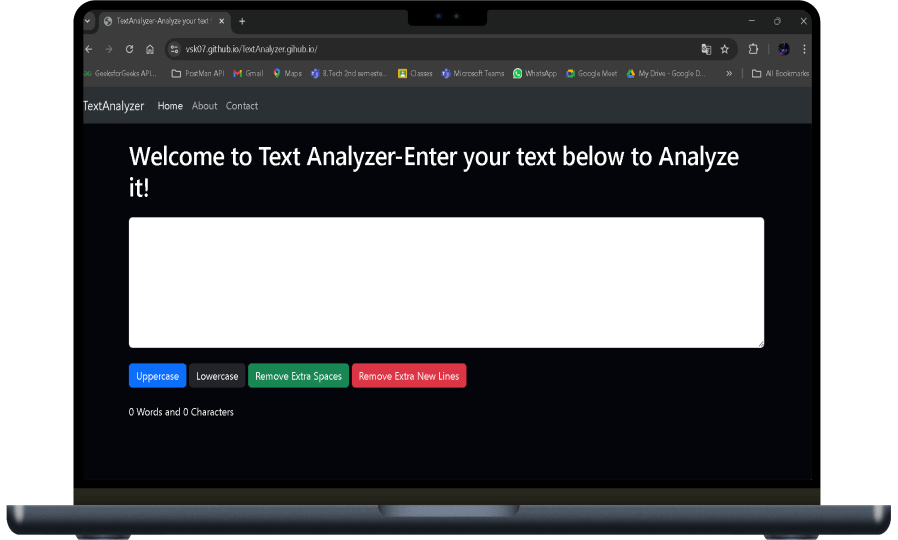 TextAnalyzer-Analyze your text
vsk07.github.io/TextAnalyzer.gihub.io/
GeeksforGeeks API... PostMan API Gmail Maps B.Tech 2nd semeste... Classes Microsoft Teams WhatsApp Google Meet My Drive - Google D... » All Bookmarks
TextAnalyzer Home About Contact
Welcome to Text Analyzer-Enter your text below to Analyze
it!
Uppercase Lowercase Remove Extra Spaces Remove Extra New Lines
0 Words and 0 Characters